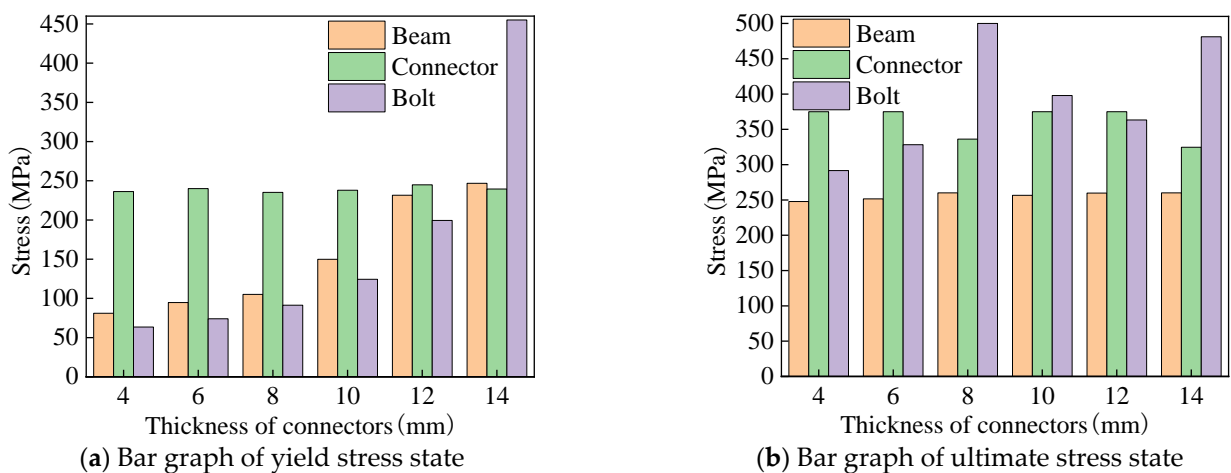 450
400
350
300
250
200
150
100
50
0
Stress (MPa)
Beam
Connector
Bolt
4 6 8 10 12 14
Thickness of connectors (mm)
(a) Bar graph of yield stress state
500
450
400
350
300
250
200
150
100
50
0
Stress (MPa)
Beam
Connector
Bolt
4 6 8 10 12 14
Thickness of connectors (mm)
(b) Bar graph of ultimate stress state